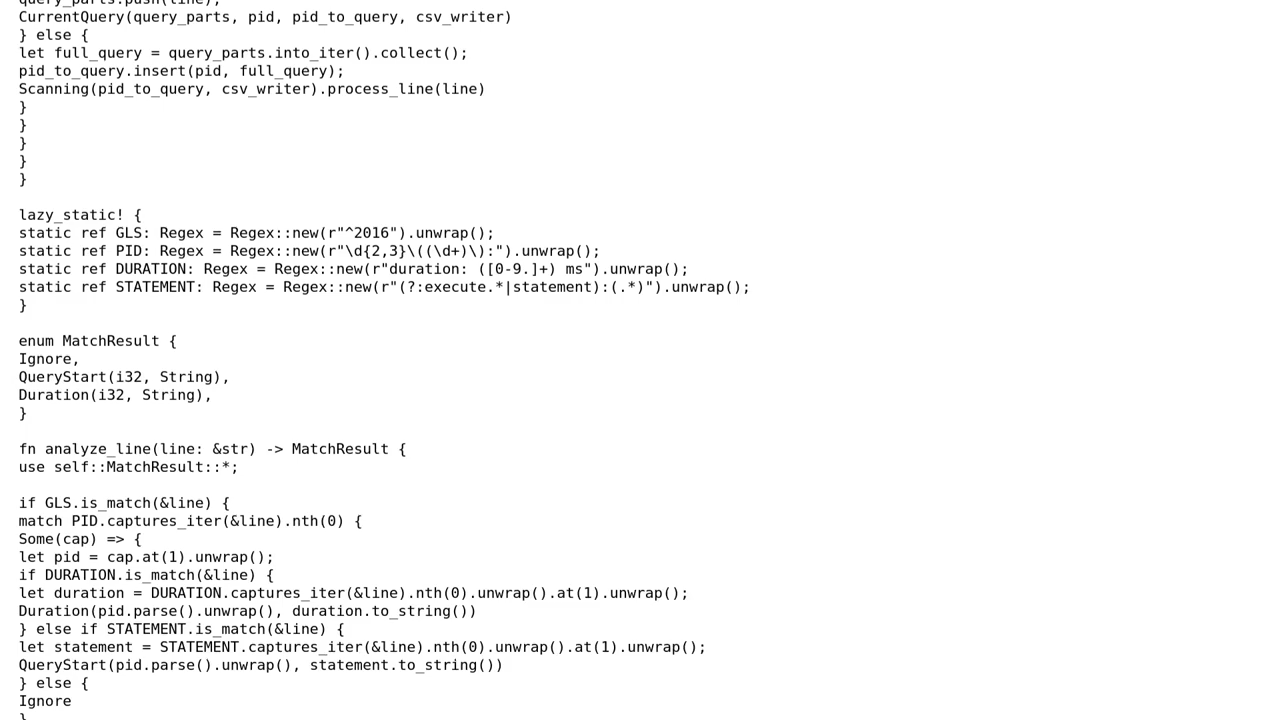 query_parts.push(line);
CurrentQuery(query_parts, pid, pid_to_query, csv_writer)
} else {
let full_query = query_parts.into_iter().collect();
pid_to_query.insert(pid, full_query);
Scanning(pid_to_query, csv_writer).process_line(line)
}
}
}
}
}

lazy_static! {
static ref GLS: Regex = Regex::new(r"^2016").unwrap();
static ref PID: Regex = Regex::new(r"\d{2,3}\((\d+)\):").unwrap();
static ref DURATION: Regex = Regex::new(r"duration: ([0-9.]+) ms").unwrap();
static ref STATEMENT: Regex = Regex::new(r"(?:execute.*|statement):(.*)").unwrap();
}

enum MatchResult {
Ignore,
QueryStart(i32, String),
Duration(i32, String),
}

fn analyze_line(line: &str) -> MatchResult {
use self::MatchResult::*;

if GLS.is_match(&line) {
match PID.captures_iter(&line).nth(0) {
Some(cap) => {
let pid = cap.at(1).unwrap();
if DURATION.is_match(&line) {
let duration = DURATION.captures_iter(&line).nth(0).unwrap().at(1).unwrap();
Duration(pid.parse().unwrap(), duration.to_string())
} else if STATEMENT.is_match(&line) {
let statement = STATEMENT.captures_iter(&line).nth(0).unwrap().at(1).unwrap();
QueryStart(pid.parse().unwrap(), statement.to_string())
} else {
Ignore
}